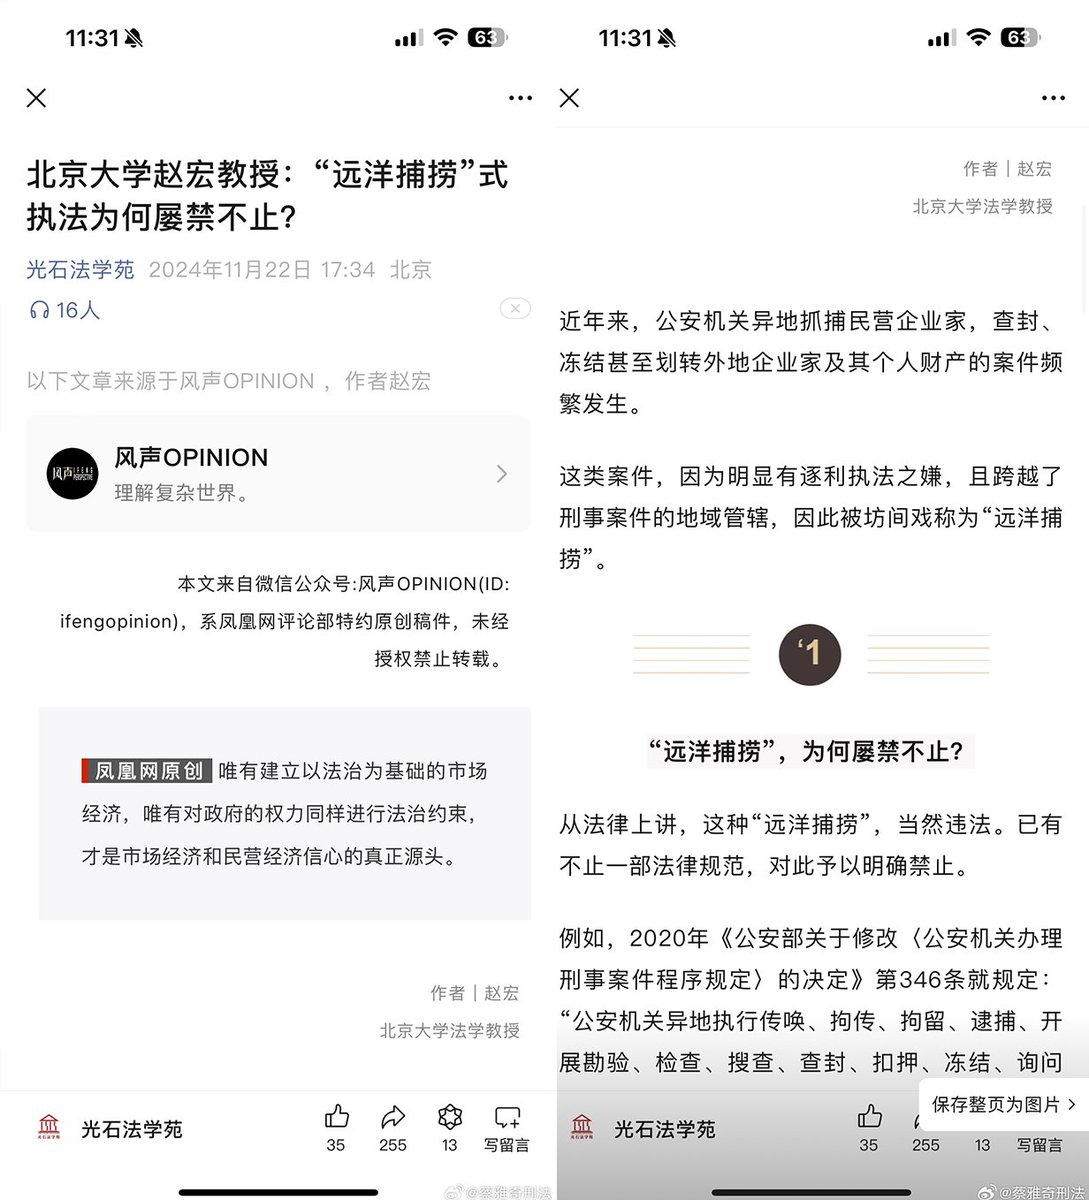 11:31
63
北京大学赵宏教授：“远洋捕捞”式
执法为何屡禁不止？
光石法学苑 2024年11月22日 17:34 北京
16人
以下文章来源于风声OPINION ，作者赵宏
风声OPINION
理解复杂世界。
本文来自微信公众号:风声OPINION(ID:
ifengopinion)，系凤凰网评论部特约原创稿件，未经
授权禁止转载。
凤凰网原创 唯有建立以法治为基础的市场
经济，唯有对政府的权力同样进行法治约束，
才是市场经济和民营经济信心的真正源头。
作者｜赵宏
北京大学法学教授
光石法学苑
35
255
13
写留言
@蔡雅奇刑法
11:31
63
作者｜赵宏
北京大学法学教授
近年来，公安机关异地抓捕民营企业家，查封、
冻结甚至划转外地企业家及其个人财产的案件频
繁发生。
这类案件，因为明显有逐利执法之嫌，且跨越了
刑事案件的地域管辖，因此被坊间戏称为“远洋捕
捞”。
‘1
“远洋捕捞”，为何屡禁不止？
从法律上讲，这种“远洋捕捞”，当然违法。已有
不止一部法律规范，对此予以明确禁止。
例如，2020年《公安部关于修改〈公安机关办理
刑事案件程序规定〉的决定》第346条就规定：
“公安机关异地执行传唤、拘传、拘留、逮捕、开
展勘验、检查、搜查、查封、扣押、冻结、询问
保存整页为图片
光石法学苑
35
255
13
写留言
@蔡雅奇刑法